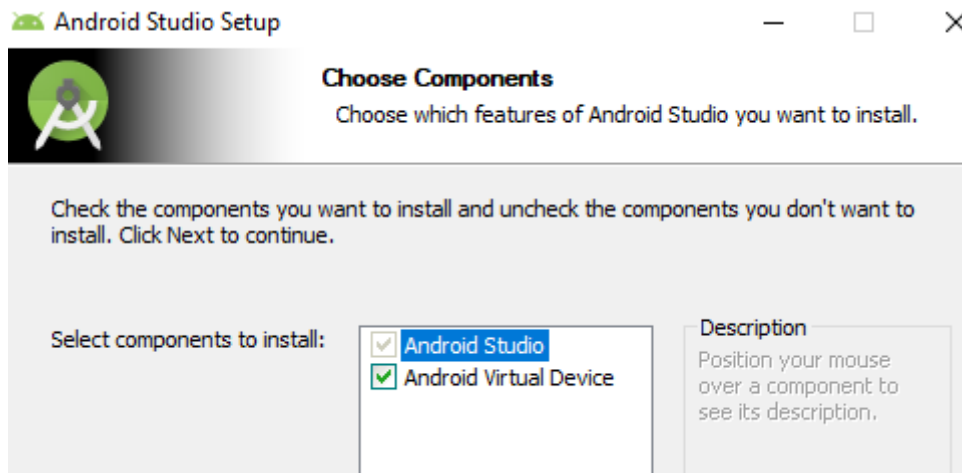 Android Studio Setup
Choose Components
Choose which features of Android Studio you want to install.
Check the components you want to install and uncheck the components you don't want to
install. Click Next to continue.
Select components to install:
Android Studio
Android Virtual Device
Description
Position your mouse
over a component to
see its description.